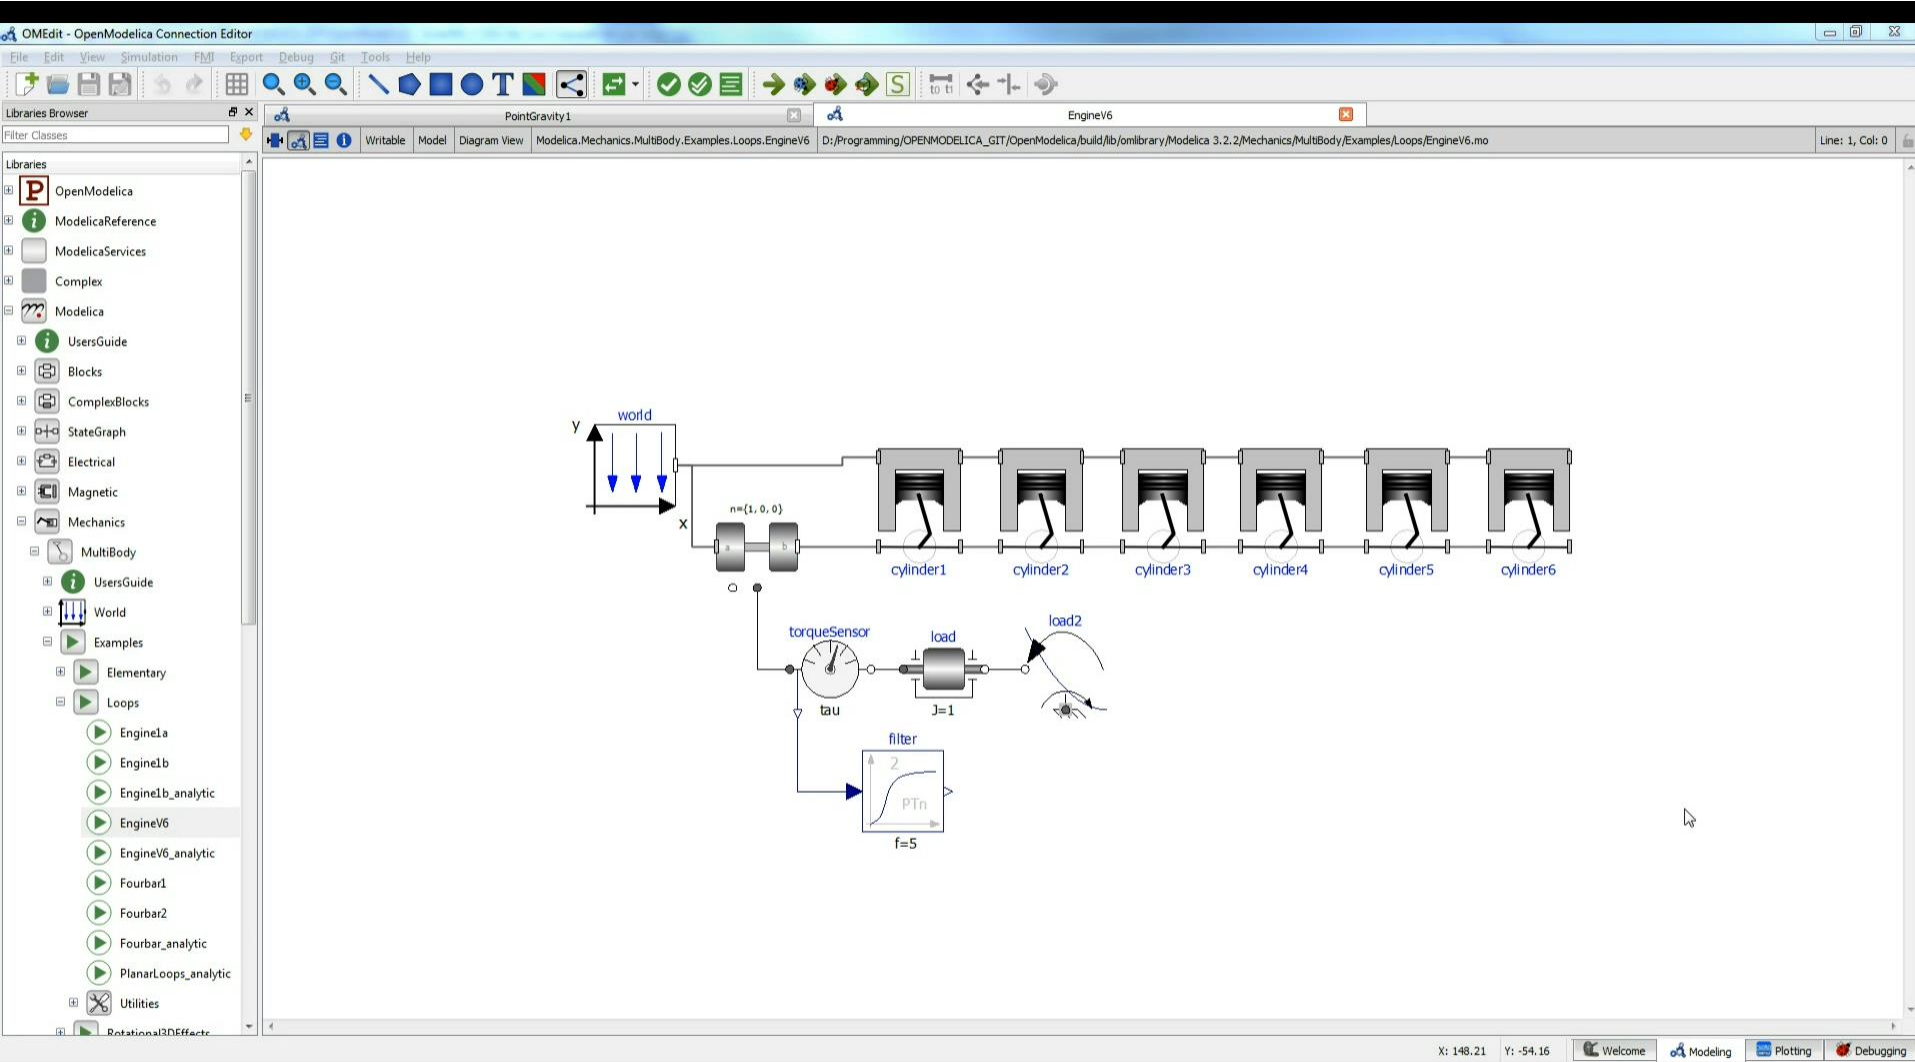 OMEdit - OpenModelica Connection Editor
File Edit View Simulation FMI Export Debug Git Tools Help
T S to ti
Libraries Browser
PointGravity1
EngineV6
Filter Classes
Writable Model Diagram View Modelica.Mechanics.MultiBody.Examples.Loops.EngineV6 D:/Programming/OPENMODELICA_GIT/OpenModelica/build/lib/omlibrary/Modelica 3.2.2/Mechanics/MultiBody/Examples/Loops/EngineV6.mo Line: 1, Col: 0
Libraries
P OpenModelica
i ModelicaReference
ModelicaServices
Complex
Modelica
i UsersGuide
Blocks
ComplexBlocks
StateGraph
Electrical
Magnetic
Mechanics
MultiBody
i UsersGuide
World
Examples
Elementary
Loops
Engine1a
Engine1b
Engine1b_analytic
EngineV6
EngineV6_analytic
Fourbar1
Fourbar2
Fourbar_analytic
PlanarLoops_analytic
Utilities
Rotational3DEffects
world
y
x
n={1, 0, 0}
a b
cylinder1 cylinder2 cylinder3 cylinder4 cylinder5 cylinder6
torqueSensor load load2
tau J=1
filter
2
PTn
f=5
X: 148.21 Y: -54.16 Welcome Modeling Plotting Debugging